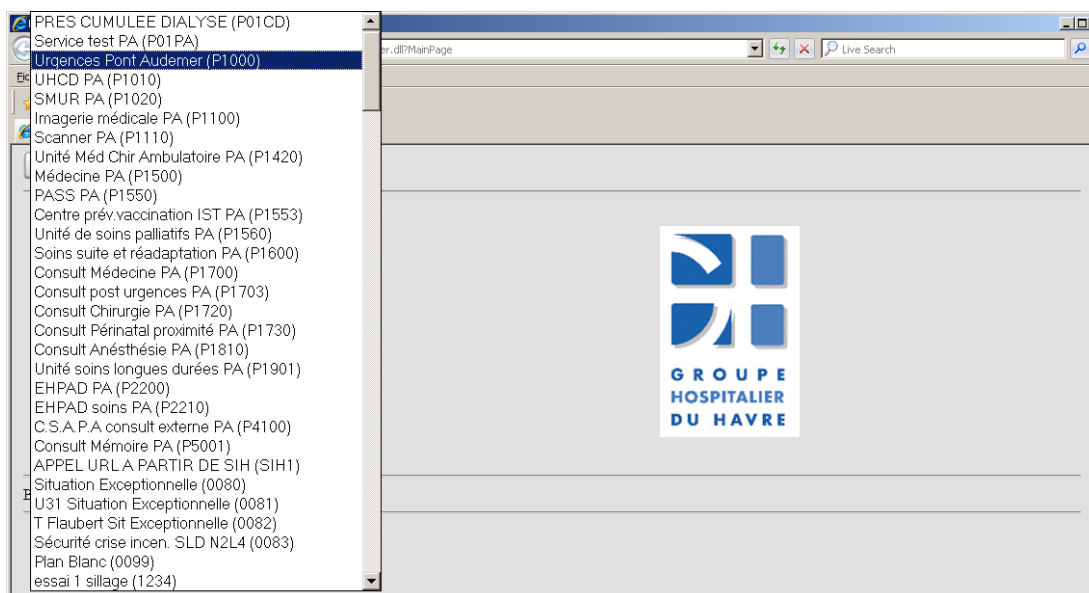 PRES CUMULEE DIALYSE (P01CD)
Service test PA (P01PA)
Urgences Pont Audemer (P1000)
UHCD PA (P1010)
SMUR PA (P1020)
Imagerie médicale PA (P1100)
Scanner PA (P1110)
Unité Méd Chir Ambulatoire PA (P1420)
Médecine PA (P1500)
PASS PA (P1550)
Centre prév.vaccination IST PA (P1553)
Unité de soins palliatifs PA (P1560)
Soins suite et réadaptation PA (P1600)
Consult Médecine PA (P1700)
Consult post urgences PA (P1703)
Consult Chirurgie PA (P1720)
Consult Périnatal proximité PA (P1730)
Consult Anésthésie PA (P1810)
Unité soins longues durées PA (P1901)
EHPAD PA (P2200)
EHPAD soins PA (P2210)
C.S.A.P.A consult externe PA (P4100)
Consult Mémoire PA (P5001)
APPEL URL A PARTIR DE SIH (SIH1)
Situation Exceptionnelle (0080)
U31 Situation Exceptionnelle (0081)
T Flaubert Sit Exceptionnelle (0082)
Sécurité crise incen. SLD N2L4 (0083)
Plan Blanc (0099)
essai 1 sillage (1234)
er.dll?MainPage
Live Search
GROUPE
HOSPITALIER
DU HAVRE